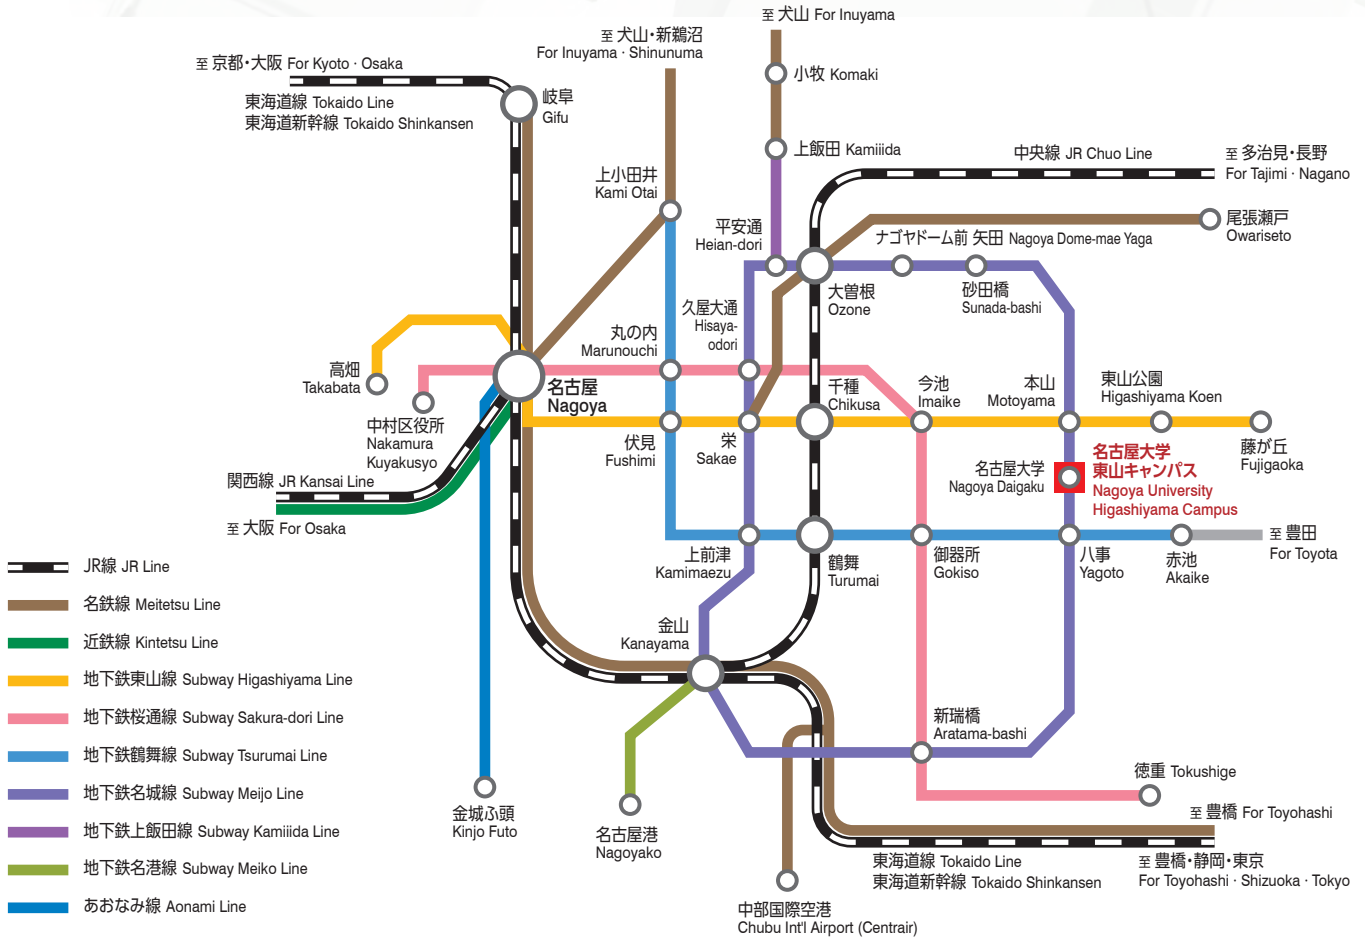 至 犬山 For Inuyama
至 犬山・新鵜沼
For Inuyama · Shinunuma
至 京都・大阪 For Kyoto · Osaka
小牧 Komaki
東海道線 Tokaido Line
東海道新幹線 Tokaido Shinkansen
岐阜
Gifu
上飯田 Kamiiida
中央線 JR Chuo Line
至 多治見・長野
For Tajimi · Nagano
上小田井
Kami Otai
平安通
Heian-dori
ナゴヤドーム前 矢田 Nagoya Dome-mae Yaga
尾張瀬戸
Owariseto
大曽根
Ozone
砂田橋
Sunada-bashi
久屋大通
Hisaya-
odori
丸の内
Marunouchi
高畑
Takabata
名古屋
Nagoya
千種
Chikusa
今池
Imaike
本山
Motoyama
東山公園
Higashiyama Koen
中村区役所
Nakamura
Kuyakusyo
伏見
Fushimi
栄
Sakae
藤が丘
Fujigaoka
名古屋大学
Nagoya Daigaku
名古屋大学
東山キャンパス
Nagoya University
Higashiyama Campus
関西線 JR Kansai Line
至 大阪 For Osaka
上前津
Kamimaezu
鶴舞
Turumai
御器所
Gokiso
八事
Yagoto
赤池
Akaike
至 豊田
For Toyota
金山
Kanayama
新瑞橋
Aratama-bashi
徳重 Tokushige
金城ふ頭
Kinjo Futo
名古屋港
Nagoyako
至 豊橋 For Toyohashi
東海道線 Tokaido Line
東海道新幹線 Tokaido Shinkansen
至 豊橋・静岡・東京
For Toyohashi · Shizuoka · Tokyo
中部国際空港
Chubu Int'l Airport (Centrair)
JR線 JR Line
名鉄線 Meitetsu Line
近鉄線 Kintetsu Line
地下鉄東山線 Subway Higashiyama Line
地下鉄桜通線 Subway Sakura-dori Line
地下鉄鶴舞線 Subway Tsurumai Line
地下鉄名城線 Subway Meijo Line
地下鉄上飯田線 Subway Kamiiida Line
地下鉄名港線 Subway Meiko Line
あおなみ線 Aonami Line